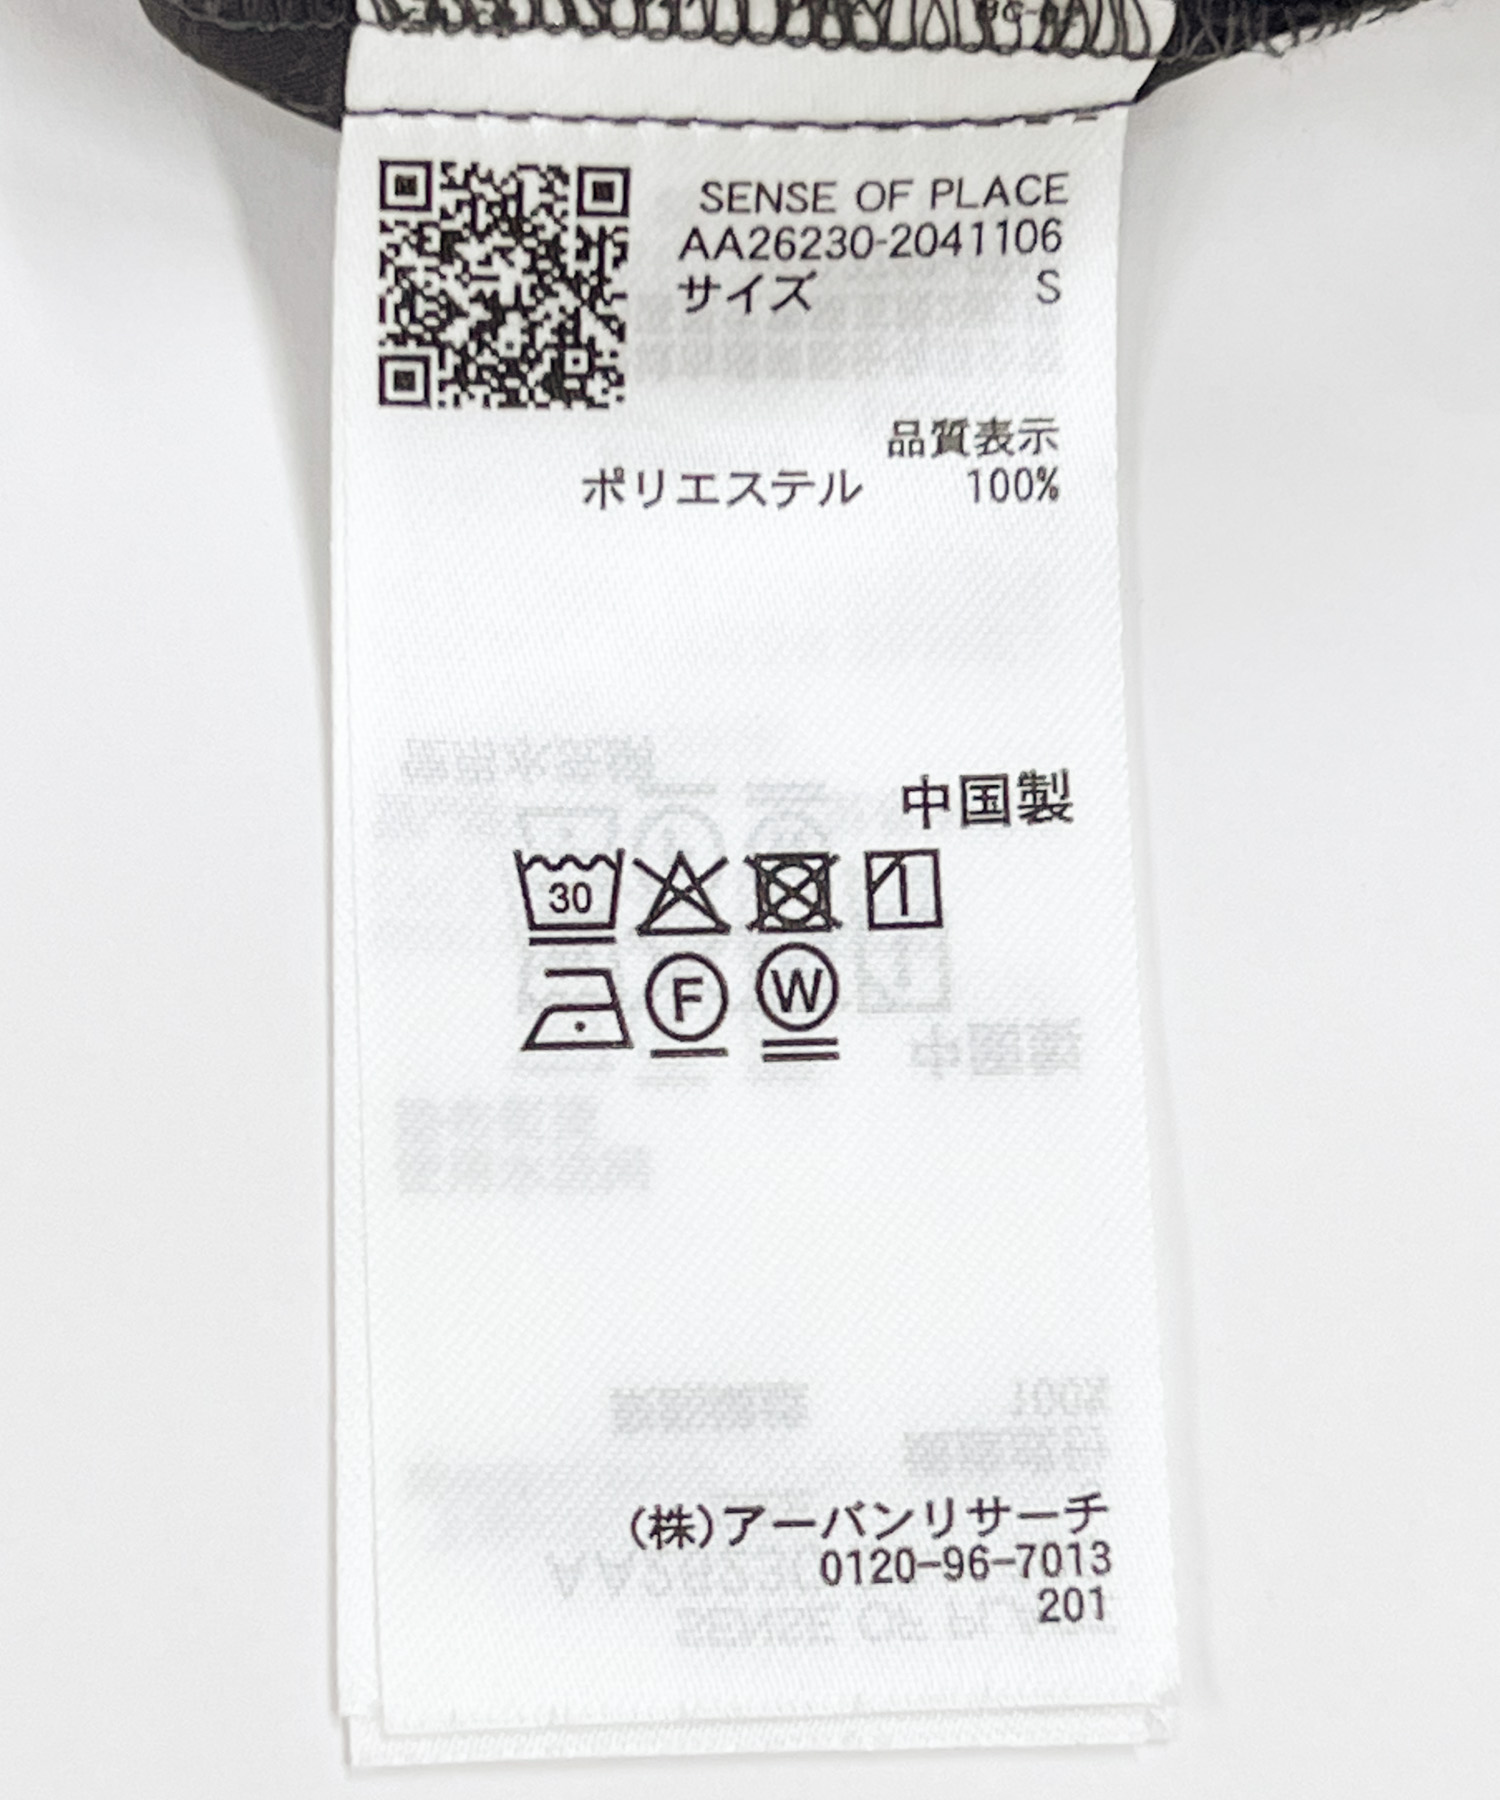 SENSE OF PLACE
AA26230-2041106
サイズ S
品質表示
ポリエステル 100%
中国製
30
F W
(株)アーバンリサーチ
0120-96-7013
201